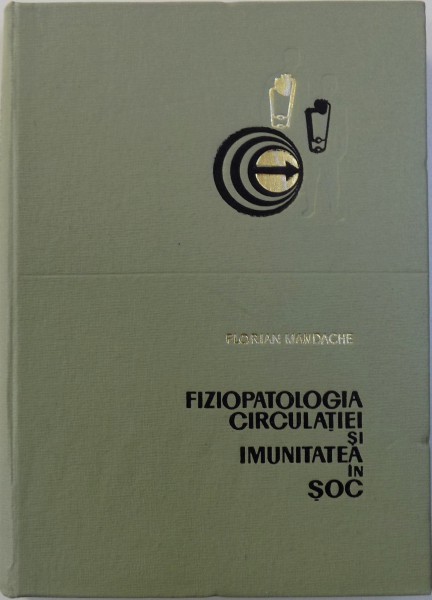 FLORIAN MANDACHE
FIZIOPATOLOGIA
CIRCULAȚIEI
ȘI
IMUNITATEA
ÎN
ȘOC